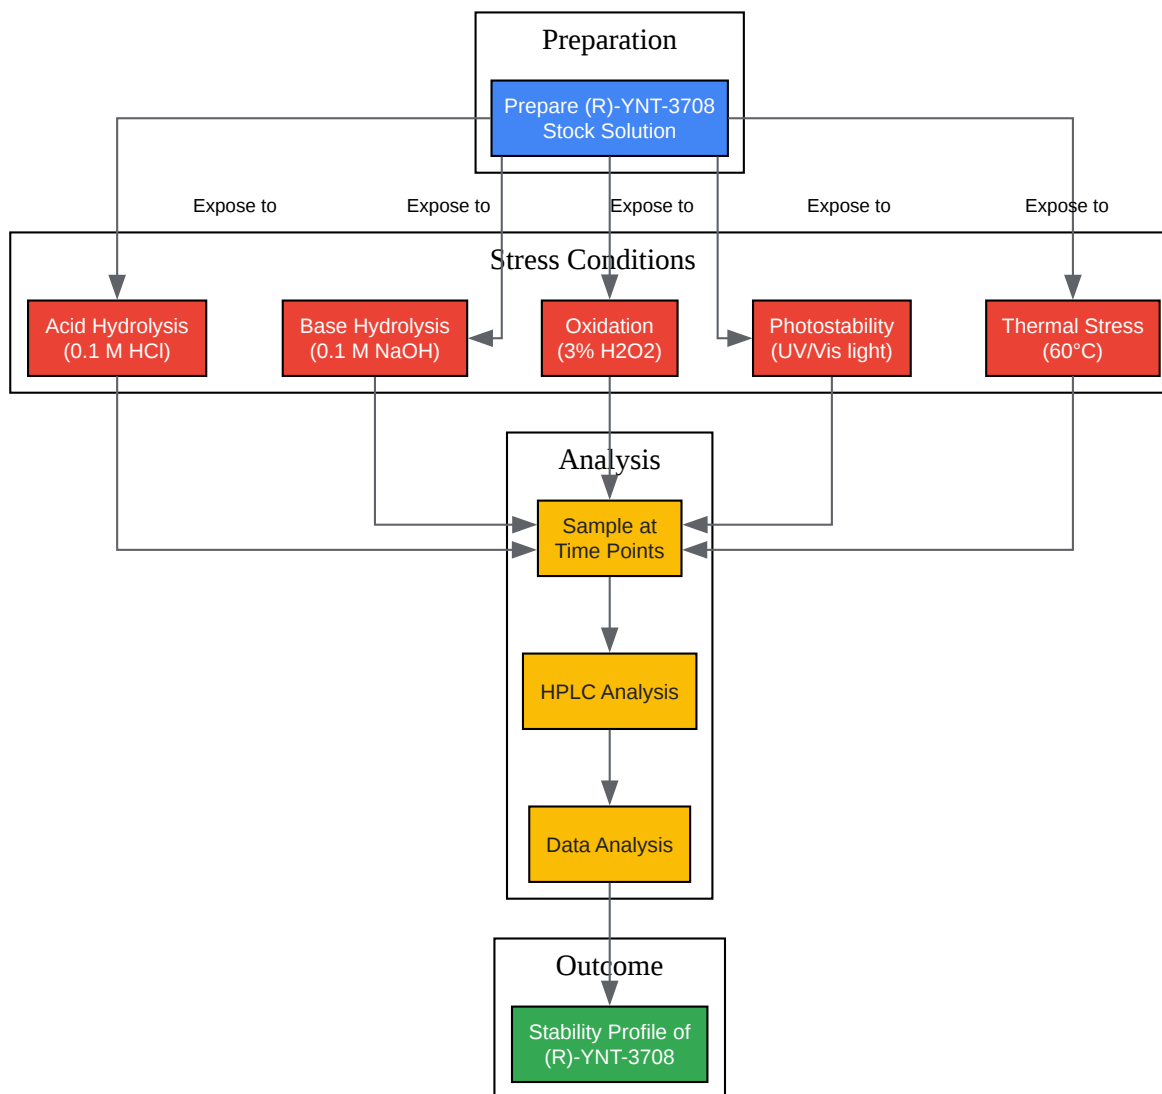 Preparation
Prepare (R)-YNT-3708
Stock Solution
Expose to
Expose to
Expose to
Expose to
Expose to
Stress Conditions
Acid Hydrolysis
(0.1 M HCl)
Base Hydrolysis
(0.1 M NaOH)
Oxidation
(3% H2O2)
Photostability
(UV/Vis light)
Thermal Stress
(60°C)
Analysis
Sample at
Time Points
HPLC Analysis
Data Analysis
Outcome
Stability Profile of
(R)-YNT-3708